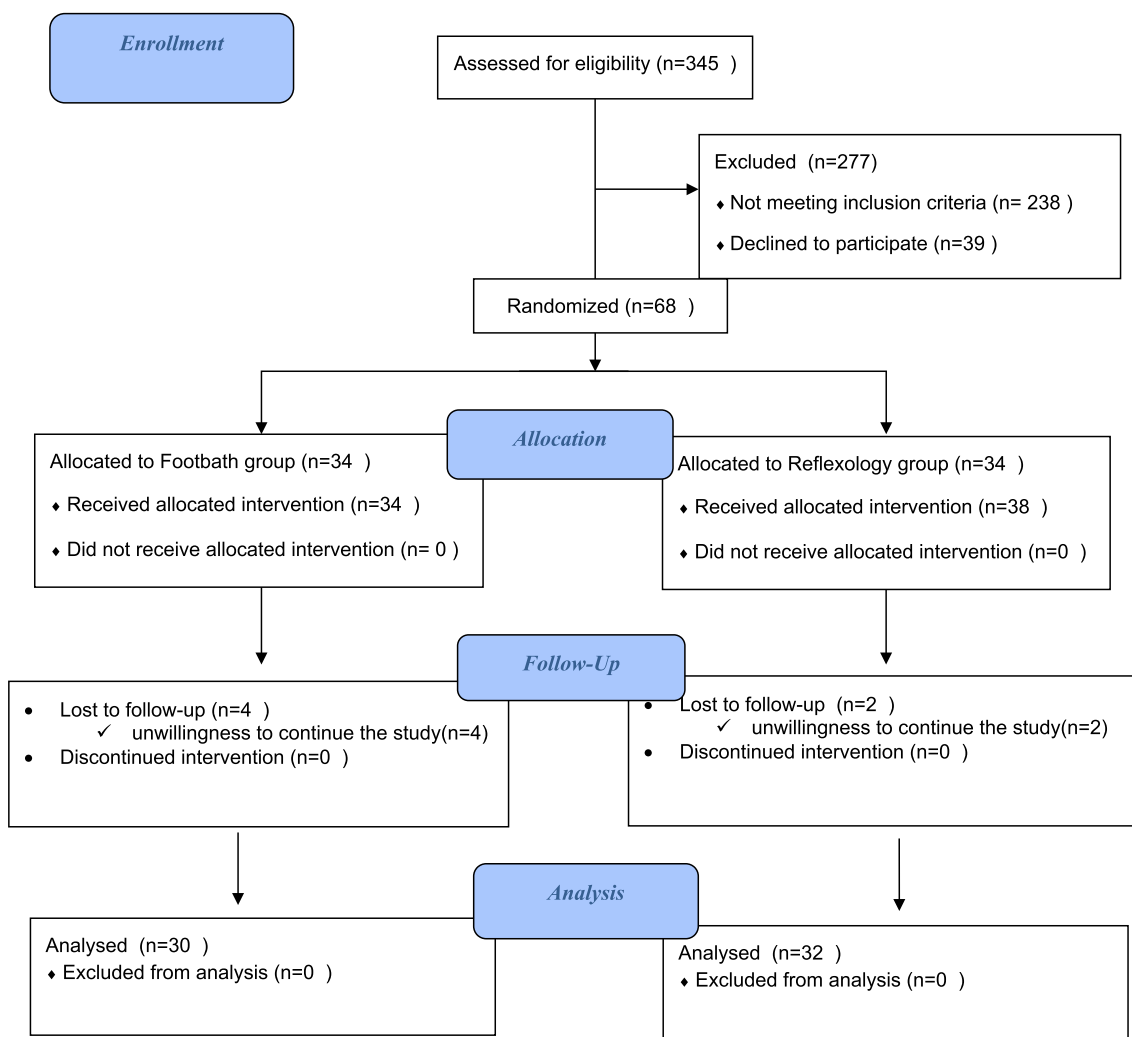 Enrollment
Assessed for eligibility (n=345 )
Excluded (n=277)
♦ Not meeting inclusion criteria (n= 238 )
♦ Declined to participate (n=39 )
Randomized (n=68 )
Allocation
Allocated to Footbath group (n=34 )
♦ Received allocated intervention (n=34 )
♦ Did not receive allocated intervention (n= 0 )
Allocated to Reflexology group (n=34 )
♦ Received allocated intervention (n=38 )
♦ Did not receive allocated intervention (n=0 )
Follow-Up
• Lost to follow-up (n=4 )
✓ unwillingness to continue the study(n=4)
• Discontinued intervention (n=0 )
• Lost to follow-up (n=2 )
✓ unwillingness to continue the study(n=2)
• Discontinued intervention (n=0 )
Analysis
Analysed (n=30 )
♦ Excluded from analysis (n=0 )
Analysed (n=32 )
♦ Excluded from analysis (n=0 )